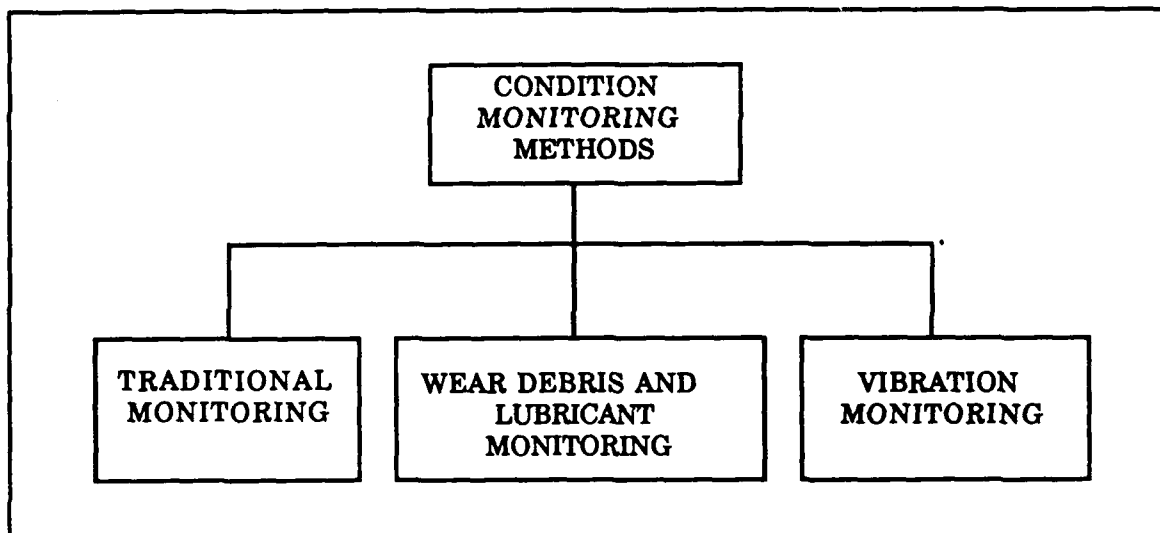 CONDITION
MONITORING
METHODS
TRADITIONAL
MONITORING
WEAR DEBRIS AND
LUBRICANT
MONITORING
VIBRATION
MONITORING